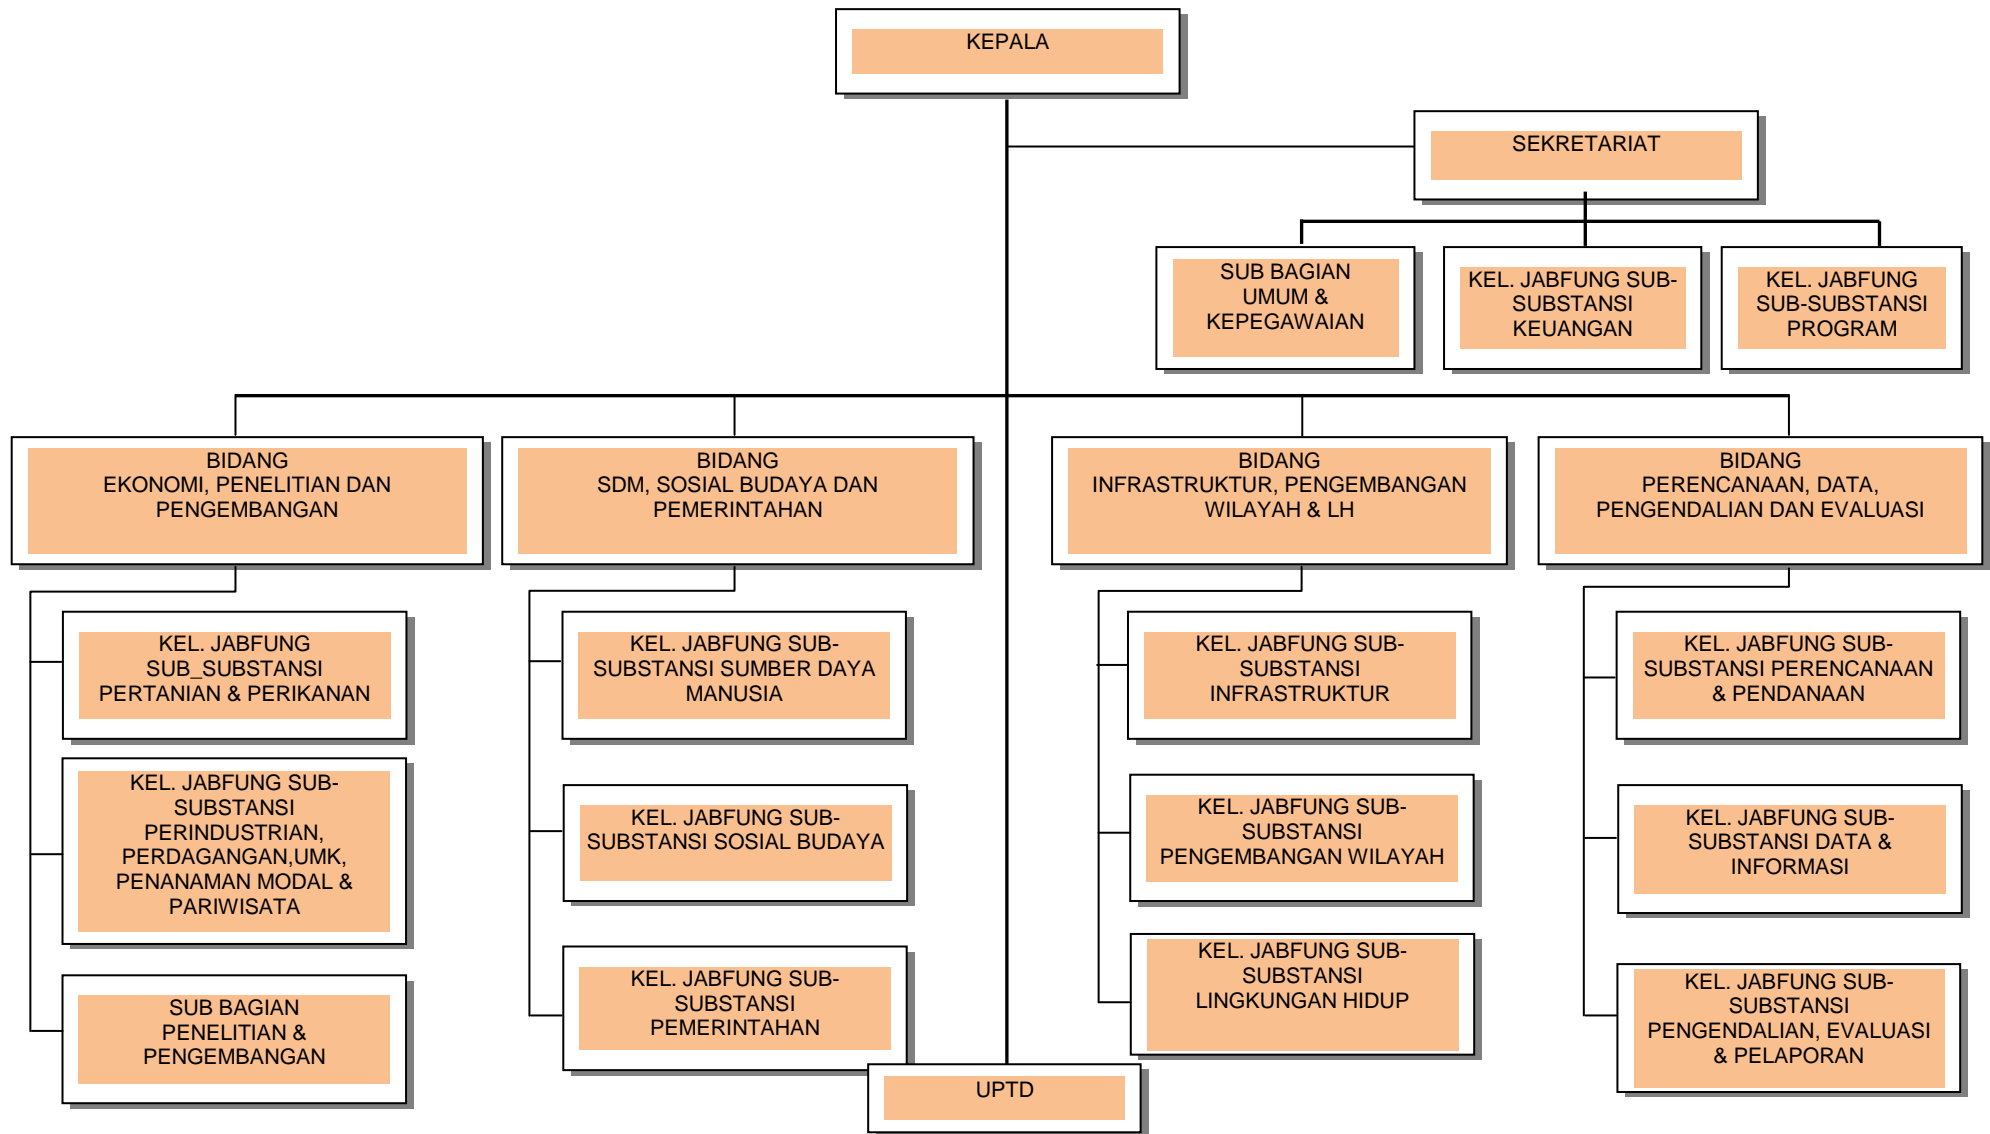 KEPALA
SEKRETARIAT
SUB BAGIAN
UMUM &
KEPEGAWAIAN
KEL. JABFUNG SUB-
SUBSTANSI
KEUANGAN
KEL. JABFUNG
SUB-SUBSTANSI
PROGRAM
BIDANG
EKONOMI, PENELITIAN DAN
PENGEMBANGAN
BIDANG
SDM, SOSIAL BUDAYA DAN
PEMERINTAHAN
BIDANG
INFRASTRUKTUR, PENGEMBANGAN
WILAYAH & LH
BIDANG
PERENCANAAN, DATA,
PENGENDALIAN DAN EVALUASI
KEL. JABFUNG
SUB_SUBSTANSI
PERTANIAN & PERIKANAN
KEL. JABFUNG SUB-
SUBSTANSI
PERINDUSTRIAN,
PERDAGANGAN,UMK,
PENANAMAN MODAL &
PARIWISATA
SUB BAGIAN
PENELITIAN &
PENGEMBANGAN
KEL. JABFUNG SUB-
SUBSTANSI SUMBER DAYA
MANUSIA
KEL. JABFUNG SUB-
SUBSTANSI SOSIAL BUDAYA
KEL. JABFUNG SUB-
SUBSTANSI
PEMERINTAHAN
KEL. JABFUNG SUB-
SUBSTANSI
INFRASTRUKTUR
KEL. JABFUNG SUB-
SUBSTANSI
PENGEMBANGAN WILAYAH
KEL. JABFUNG SUB-
SUBSTANSI
LINGKUNGAN HIDUP
KEL. JABFUNG SUB-
SUBSTANSI PERENCANAAN
& PENDANAAN
KEL. JABFUNG SUB-
SUBSTANSI DATA &
INFORMASI
KEL. JABFUNG SUB-
SUBSTANSI
PENGENDALIAN, EVALUASI
& PELAPORAN
UPTD